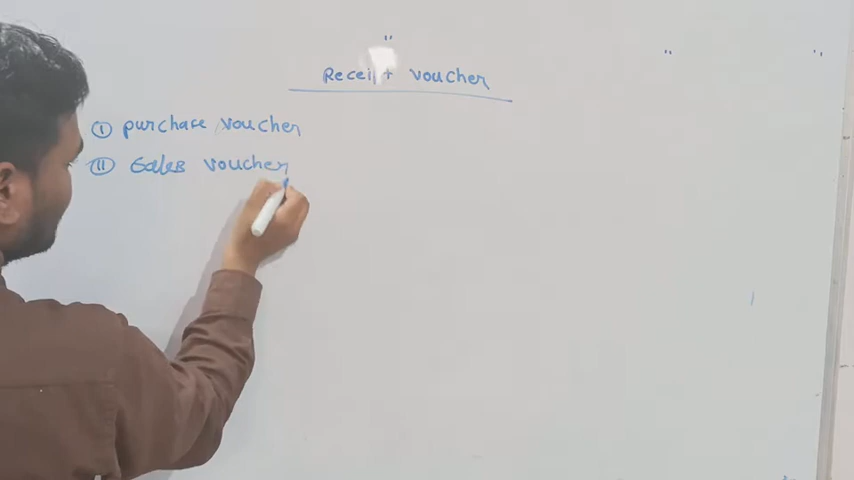 Receipt voucher
(I) purchase voucher
(II) Sales voucher